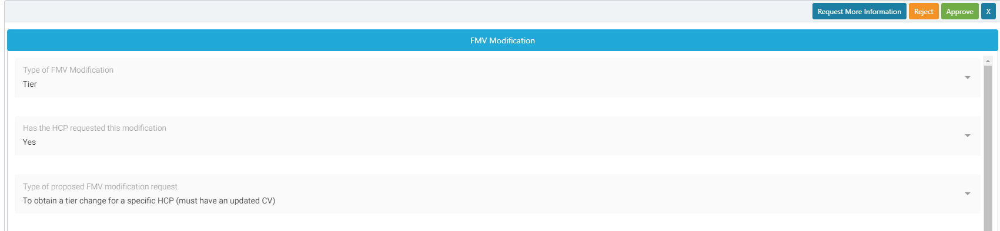 Request More Information
Reject
Approve
X
FMV Modification
Type of FMV Modification
Tier
Has the HCP requested this modification
Yes
Type of proposed FMV modification request
To obtain a tier change for a specific HCP (must have an updated CV)